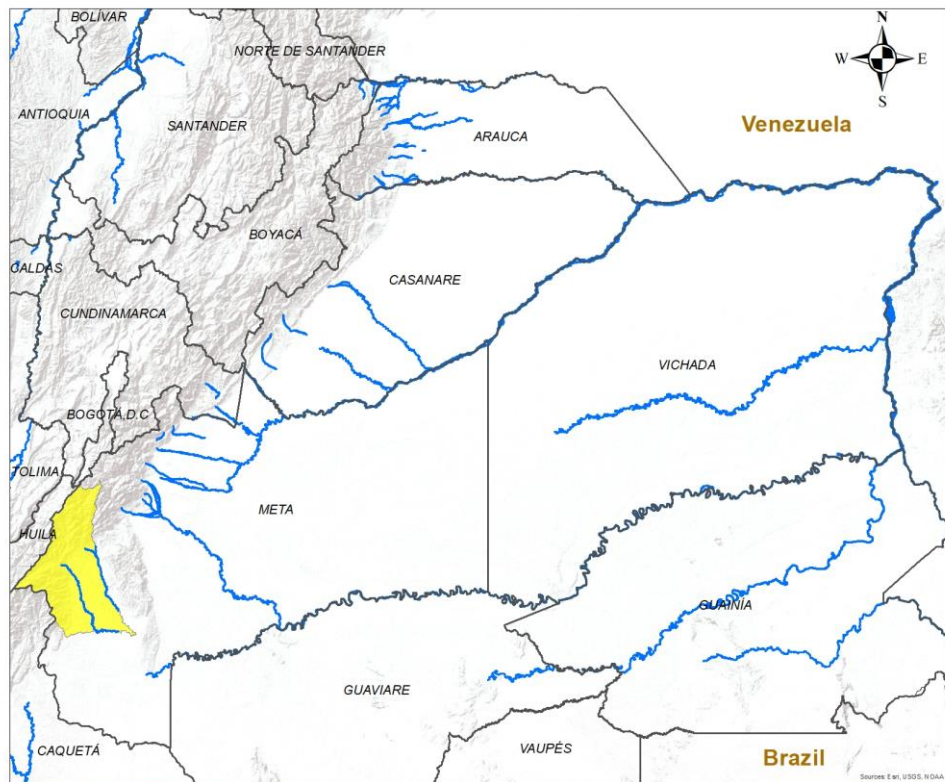 BOLÍVAR
N
NORTE DE SANTANDER
W
E
S
ANTIOQUIA
SANTANDER
Venezuela
ARAUCA
BOYACÁ
CALDAS
CASANARE
CUNDINAMARCA
VICHADA
BOGOTÁ, D.C
TOLIMA
META
HUILA
GUAINÍA
GUAVIARE
CAQUETÁ
VAUPÉS
Brazil
Sources: Esri, USGS, NOAA